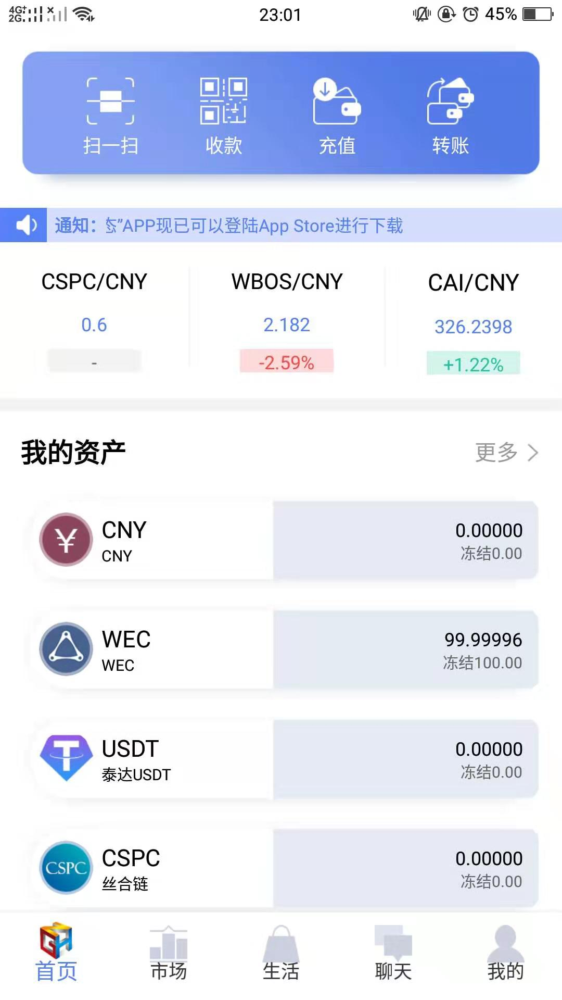 4G+
2G
23:01
45%
扫一扫
收款
充值
转账
通知：
”APP现已可以登陆App Store进行下载
CSPC/CNY
WBOS/CNY
CAI/CNY
0.6
2.182
326.2398
-
-2.59%
+1.22%
我的资产
更多
CNY
CNY
0.00000
冻结0.00
WEC
WEC
99.99996
冻结100.00
USDT
泰达USDT
0.00000
冻结0.00
CSPC
CSPC
丝合链
0.00000
冻结0.00
首页
市场
生活
聊天
我的